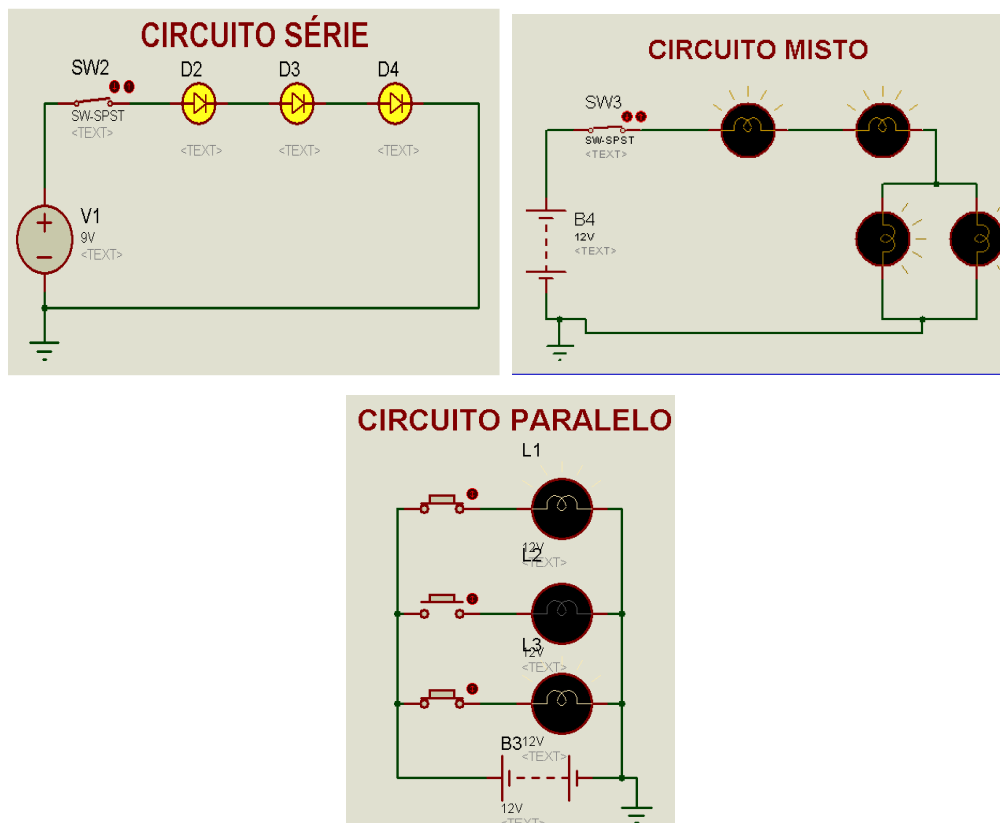 CIRCUITO SÉRIE
SW2
D2
D3
D4
SW-SPST
<TEXT>
<TEXT>
<TEXT>
<TEXT>
V1
9V
<TEXT>
CIRCUITO MISTO
SW3
SW-SPST
<TEXT>
B4
12V
<TEXT>
CIRCUITO PARALELO
L1
12V
L2
<TEXT>
L3
12V
<TEXT>
B3
12V
<TEXT>
12V
<TEXT>